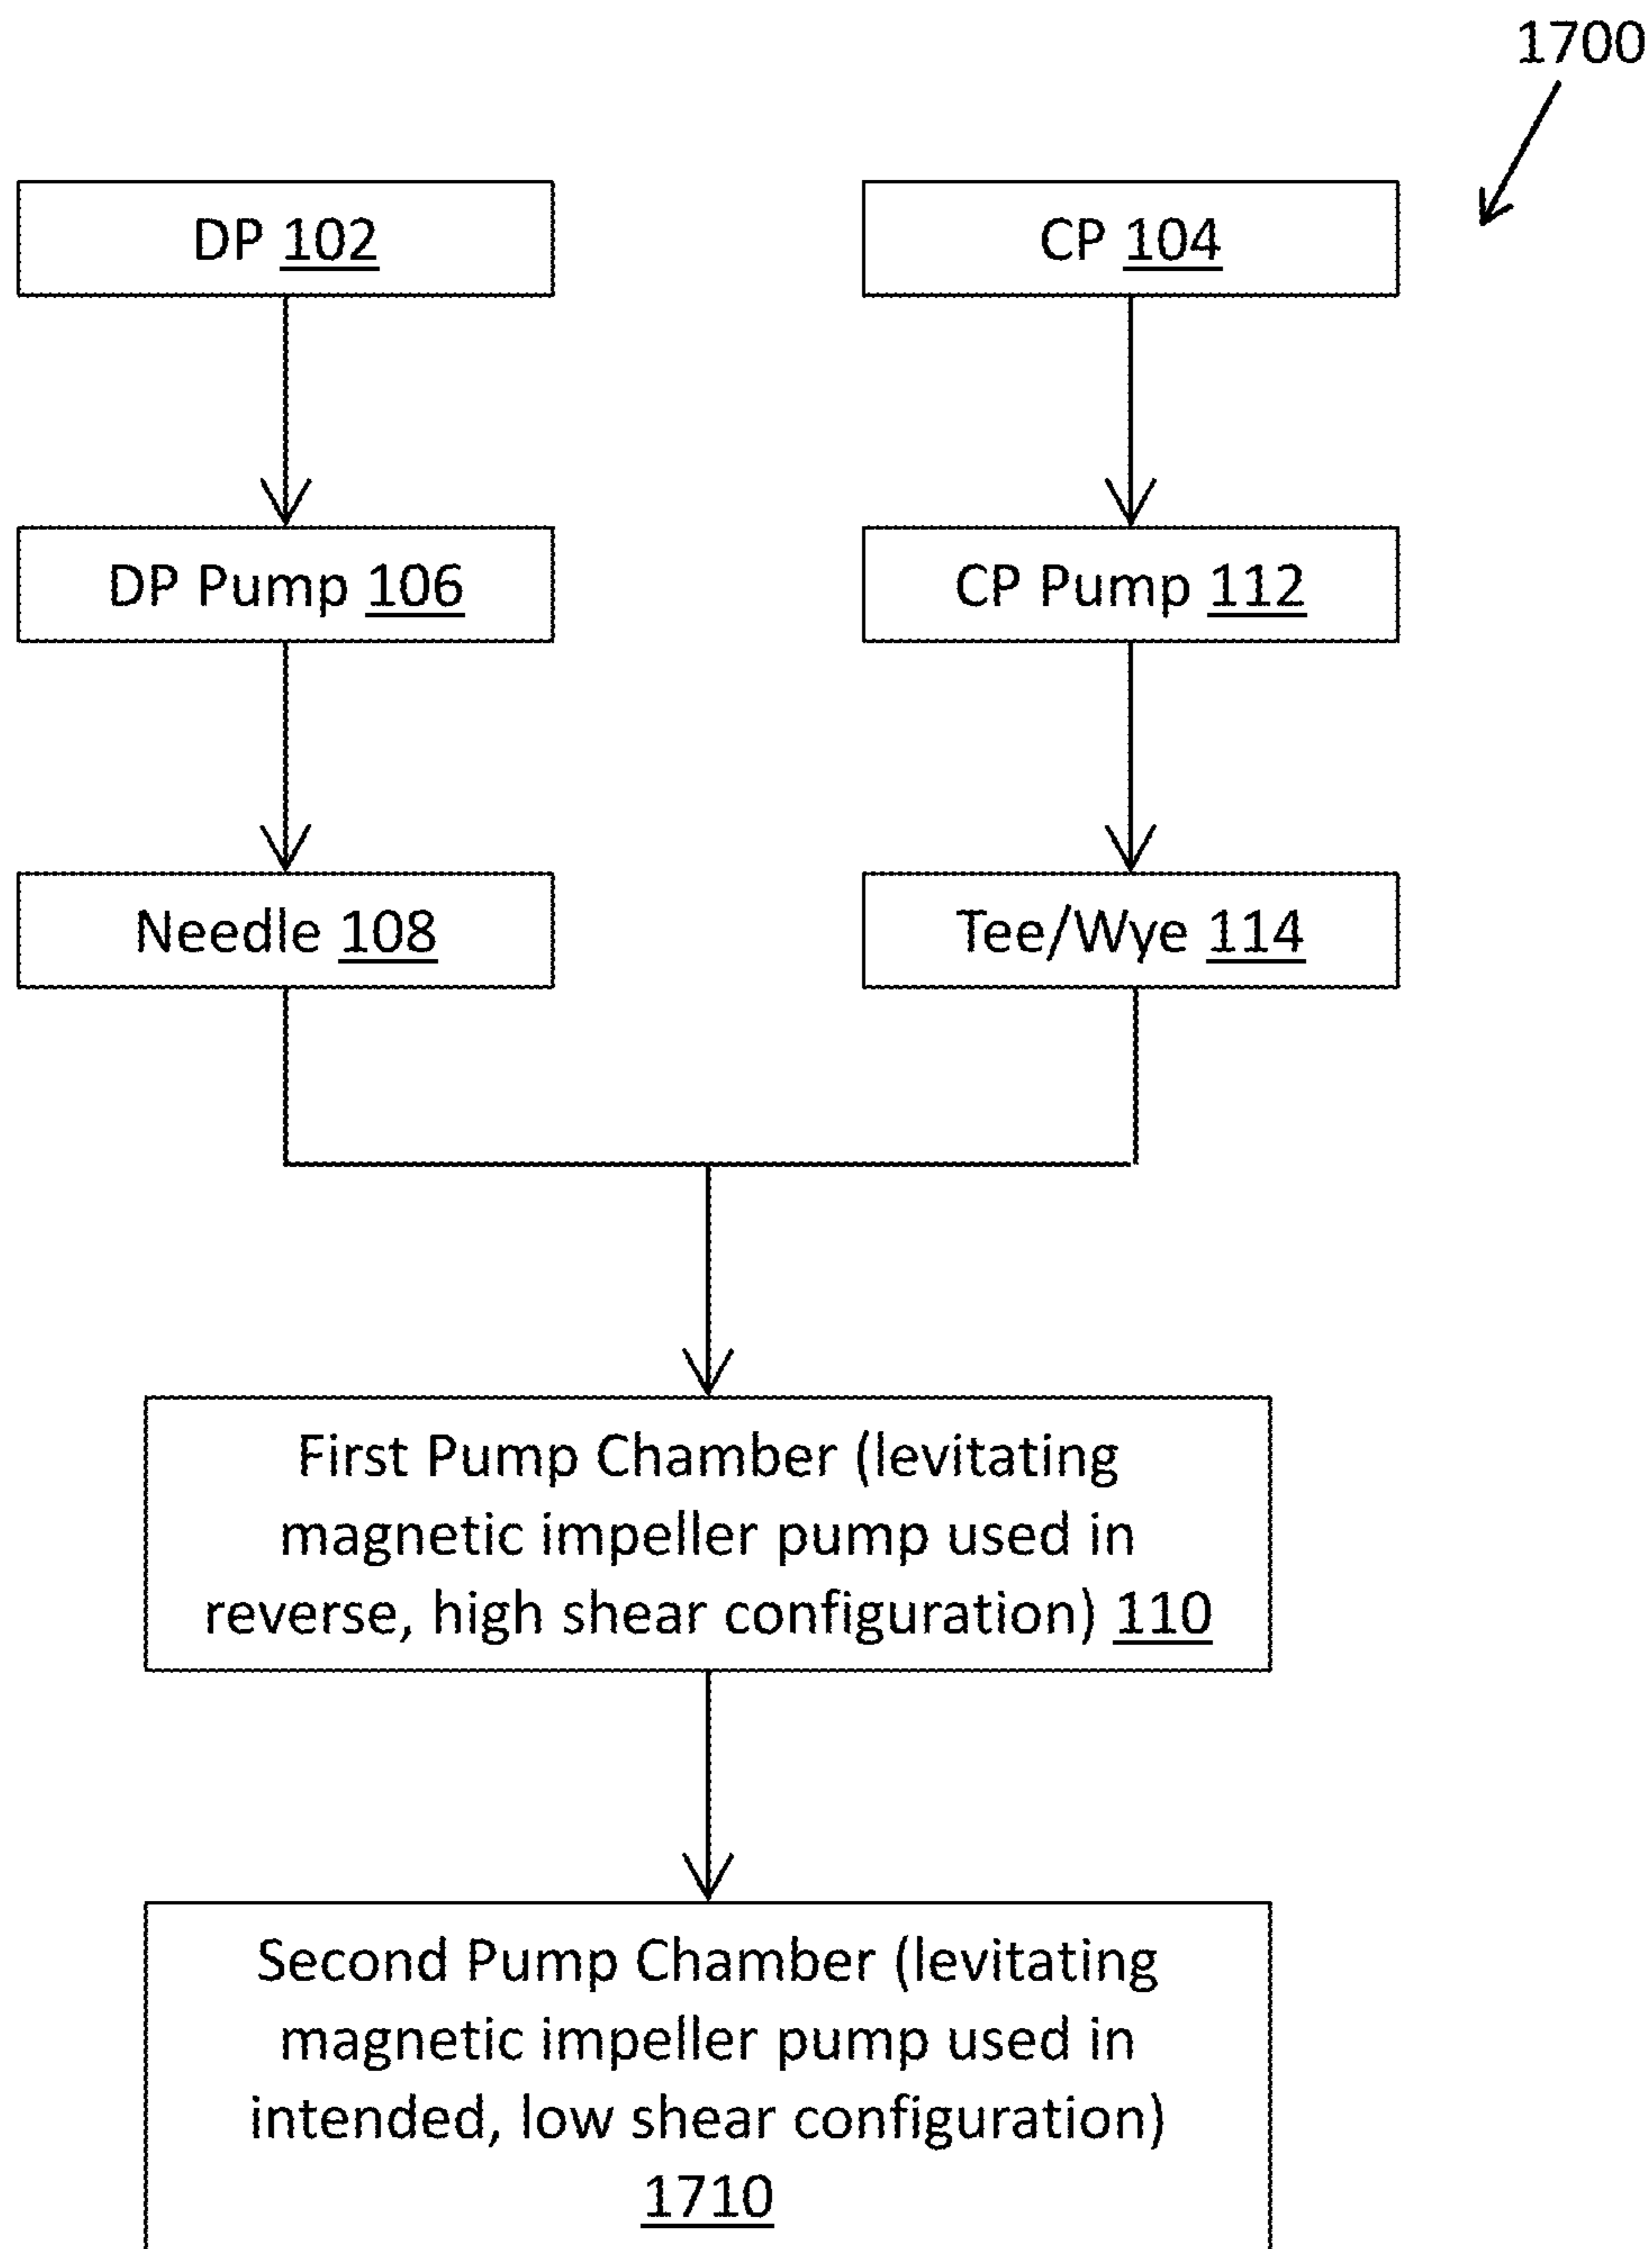 1700
DP 102
CP 104
DP Pump 106
CP Pump 112
Needle 108
Tee/Wye 114
First Pump Chamber (levitating
magnetic impeller pump used in
reverse, high shear configuration) 110
Second Pump Chamber (levitating
magnetic impeller pump used in
intended, low shear configuration)
1710